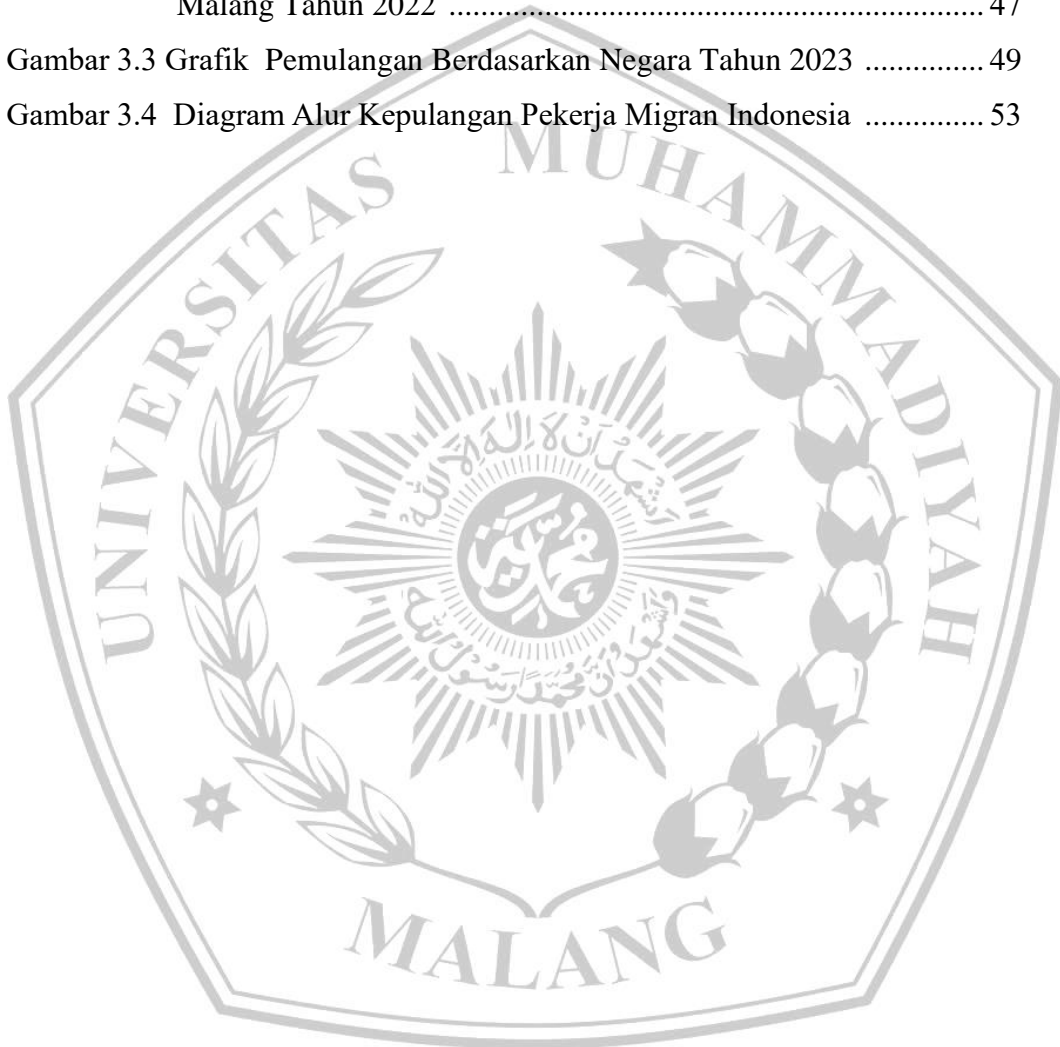 Malang Tahun 2022 .................................................................... 47
Gambar 3.3 Grafik  Pemulangan Berdasarkan Negara Tahun 2023 ............... 49
Gambar 3.4  Diagram Alur Kepulangan Pekerja Migran Indonesia ............... 53
UNIVERSITAS MUHAMMADIYAH
MALANG